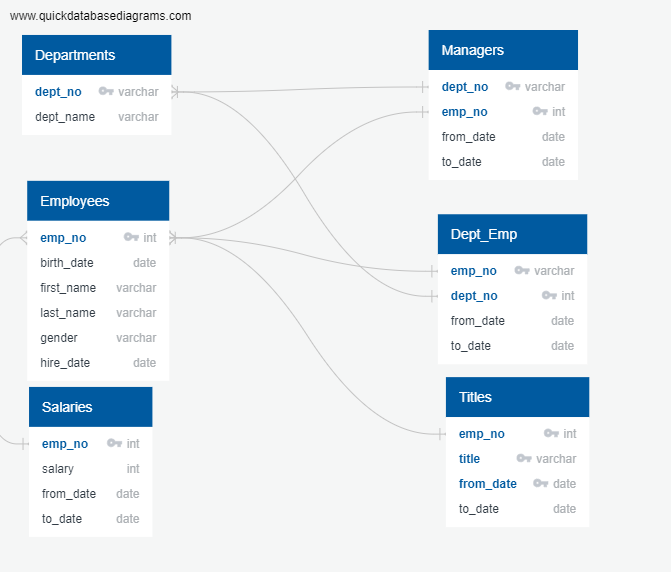 www.quickdatabasediagrams.com
Departments
dept_no varchar
dept_name varchar
Managers
dept_no varchar
emp_no int
from_date date
to_date date
Employees
emp_no int
birth_date date
first_name varchar
last_name varchar
gender varchar
hire_date date
Dept_Emp
emp_no varchar
dept_no int
from_date date
to_date date
Salaries
emp_no int
salary int
from_date date
to_date date
Titles
emp_no int
title varchar
from_date date
to_date date